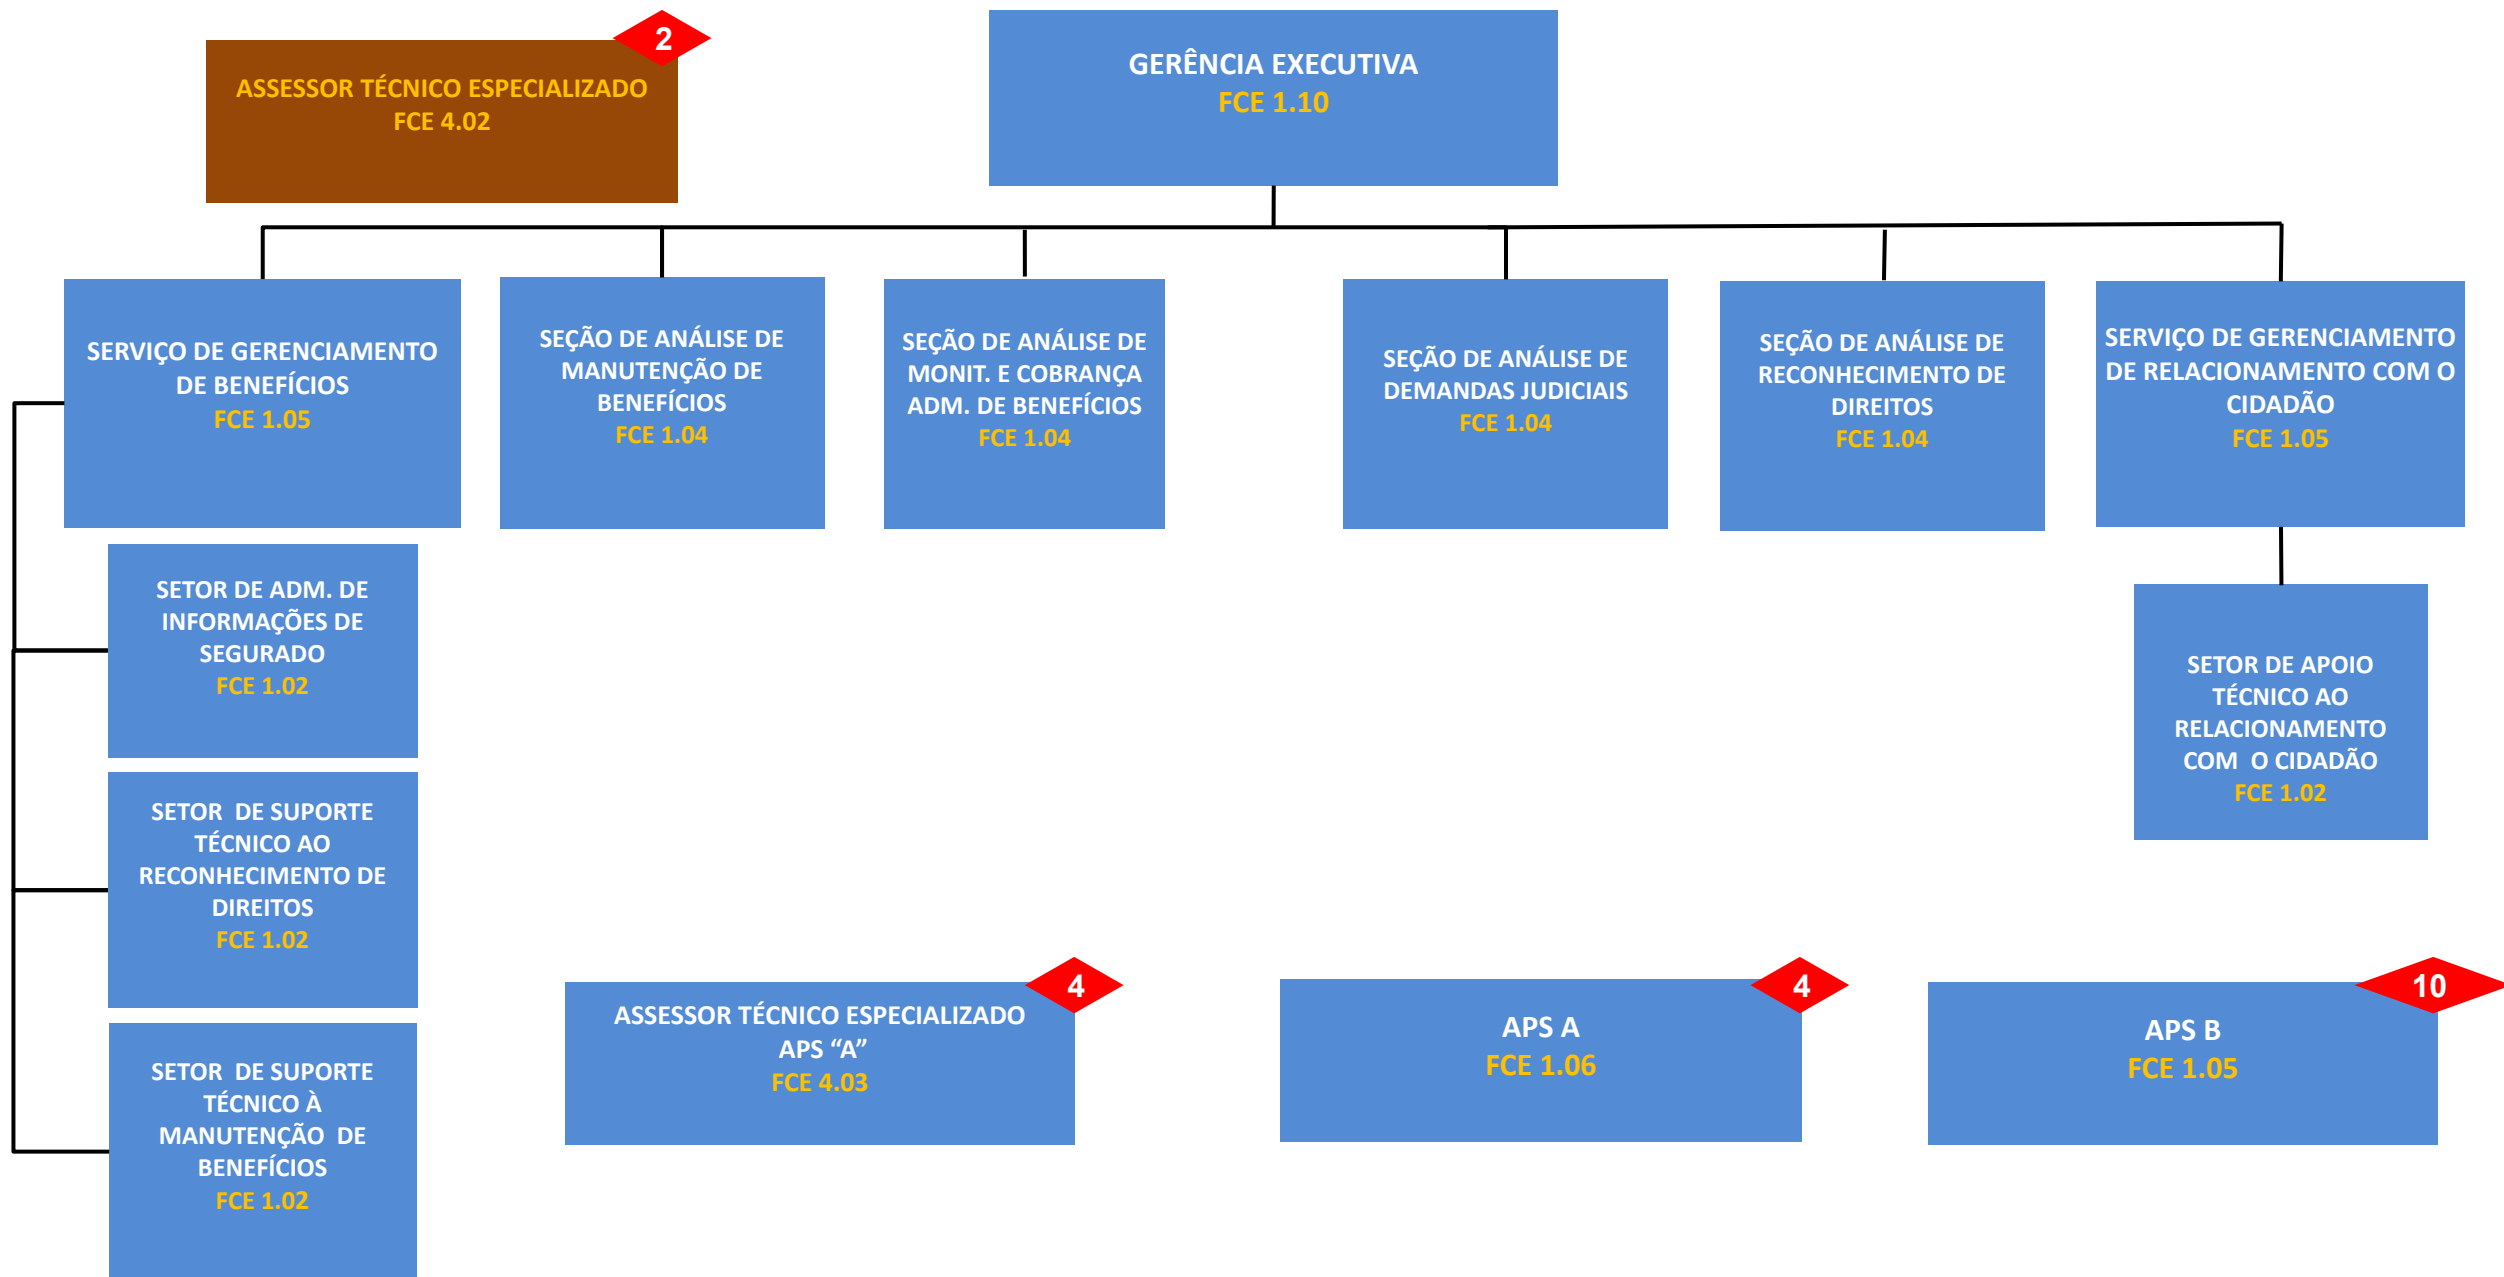 2
ASSESSOR TÉCNICO ESPECIALIZADO
FCE 4.02
GERÊNCIA EXECUTIVA
FCE 1.10
SERVIÇO DE GERENCIAMENTO
DE BENEFÍCIOS
FCE 1.05
SEÇÃO DE ANÁLISE DE
MANUTENÇÃO DE
BENEFÍCIOS
FCE 1.04
SEÇÃO DE ANÁLISE DE
MONIT. E COBRANÇA
ADM. DE BENEFÍCIOS
FCE 1.04
SEÇÃO DE ANÁLISE DE
DEMANDAS JUDICIAIS
FCE 1.04
SEÇÃO DE ANÁLISE DE
RECONHECIMENTO DE
DIREITOS
FCE 1.04
SERVIÇO DE GERENCIAMENTO
DE RELACIONAMENTO COM O
CIDADÃO
FCE 1.05
SETOR DE ADM. DE
INFORMAÇÕES DE
SEGURADO
FCE 1.02
SETOR DE APOIO
TÉCNICO AO
RELACIONAMENTO
COM O CIDADÃO
FCE 1.02
SETOR DE SUPORTE
TÉCNICO AO
RECONHECIMENTO DE
DIREITOS
FCE 1.02
SETOR DE SUPORTE
TÉCNICO À
MANUTENÇÃO DE
BENEFÍCIOS
FCE 1.02
4
ASSESSOR TÉCNICO ESPECIALIZADO
APS “A”
FCE 4.03
4
APS A
FCE 1.06
10
APS B
FCE 1.05